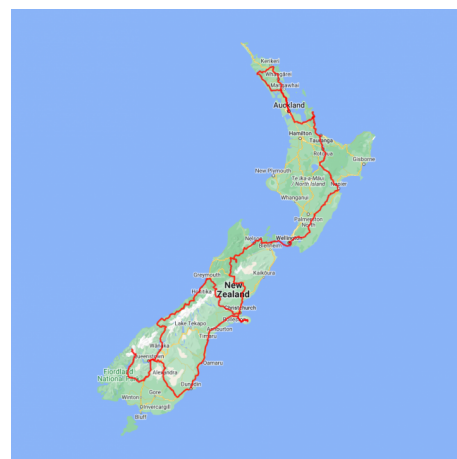 Kerikeri
Whangārei
Mangawhai
Auckland
Hamilton
Tauranga
Rotorua
Gisborne
New Plymouth
Te Ika-a-Māui
North Island
Napier
Whanganui
Palmerston
North
Wellington
Nelson
Blenheim
Kaikōura
Greymouth
New
Zealand
Hokitika
Christchurch
Lake Tekapo
Ashburton
Timaru
Wānaka
Queenstown
Oamaru
Fiordland
National
Alexandra
Dunedin
Gore
Winton
Invercargill
Bluff